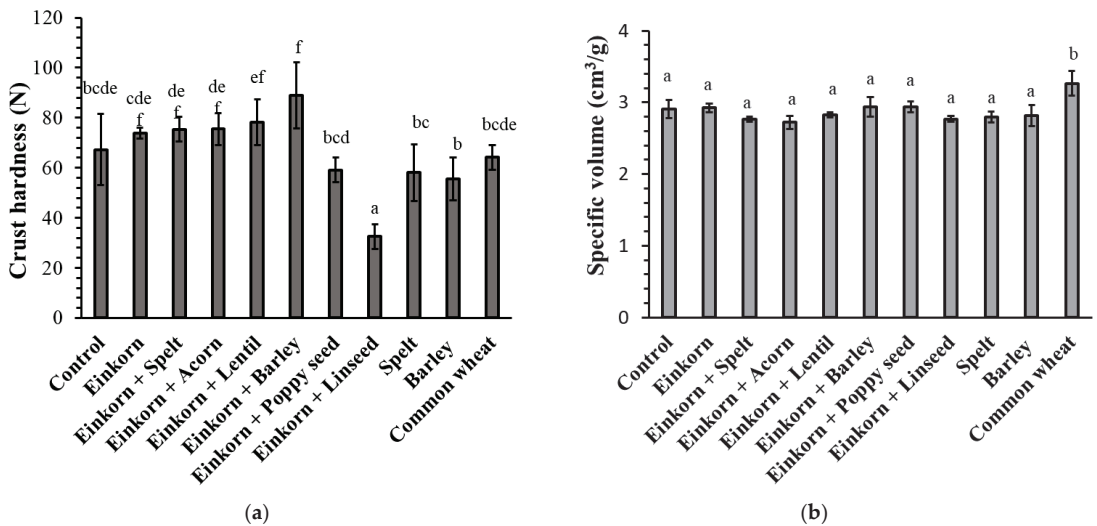 Crust hardness (N)
120
100
80
60
40
20
0
bcde
cde
f
de
f
de
f
ef
f
bcd
a
bc
b
bcde
Control
Einkorn
Einkorn + Spelt
Einkorn + Acorn
Einkorn + Lentil
Einkorn + Barley
Einkorn + Poppy seed
Einkorn + Linseed
Spelt
Barley
Common wheat
(a)
Specific volume (cm³/g)
4
3
2
1
0
a
a
a
a
a
a
a
a
a
a
b
Control
Einkorn
Einkorn + Spelt
Einkorn + Acorn
Einkorn + Lentil
Einkorn + Barley
Einkorn + Poppy seed
Einkorn + Linseed
Spelt
Barley
Common wheat
(b)